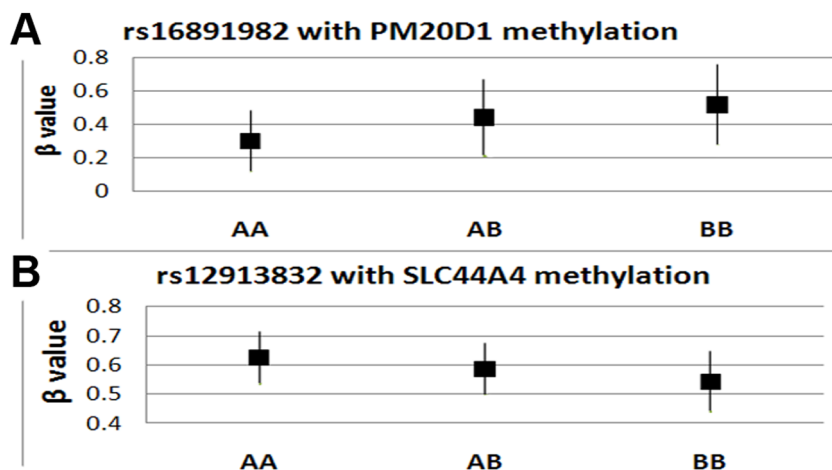 A
rs16891982 with PM20D1 methylation
β value
0.8
0.6
0.4
0.2
0
AA AB BB
B
rs12913832 with SLC44A4 methylation
β value
0.8
0.7
0.6
0.5
0.4
AA AB BB